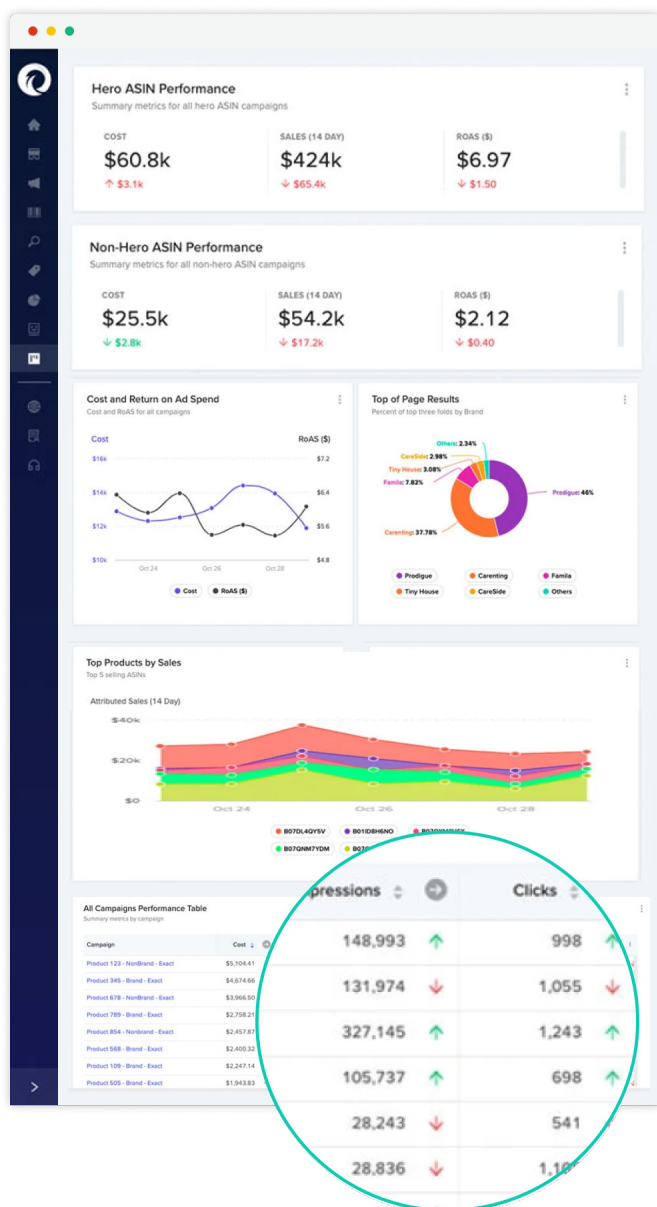 Hero ASIN Performance
Summary metrics for all hero ASIN campaigns
COST SALES (14 DAY) ROAS ($)
$60.8k $424k $6.97
↑ $3.1k ↓ $65.4k ↓ $1.50
Non-Hero ASIN Performance
Summary metrics for all non-hero ASIN campaigns
COST SALES (14 DAY) ROAS ($)
$25.5k $54.2k $2.12
↓ $2.8k ↓ $17.2k ↓ $0.40
Cost and Return on Ad Spend
Cost and RoAS for all campaigns
Cost RoAS ($)
$16k $7.2
$14k $6.4
$12k $5.6
$10k $4.8
Oct 24 Oct 26 Oct 28
Cost RoAS ($)
Top of Page Results
Percent of top three folds by Brand
Others: 2.34%
CareSide: 2.98%
Tiny House: 3.08%
Famila: 7.82%
Prodigue: 46%
Carenting: 37.78%
Prodigue Carenting Famila
Tiny House CareSide Others
Top Products by Sales
Top 5 selling ASINs
Attributed Sales (14 Day)
$40k
$20k
$0
Oct 24 Oct 26 Oct 28
B07DL4QY5V B01IDBH6NO
B07QNM7YDM
All Campaigns Performance Table
Summary metrics by campaign
Campaign Cost
Product 123 - NonBrand - Exact $5,104.41
Product 345 - Brand - Exact $4,674.66
Product 678 - NonBrand - Exact $3,966.50
Product 789 - Brand - Exact $2,758.21
Product 854 - Nonbrand - Exact $2,457.87
Product 568 - Brand - Exact $2,400.32
Product 109 - Brand - Exact $2,247.14
Product 505 - Brand - Exact $1,943.83
pressions Clicks
148,993 ↑ 998 ↑
131,974 ↓ 1,055 ↓
327,145 ↑ 1,243 ↑
105,737 ↑ 698 ↑
28,243 ↓ 541
28,836 ↓